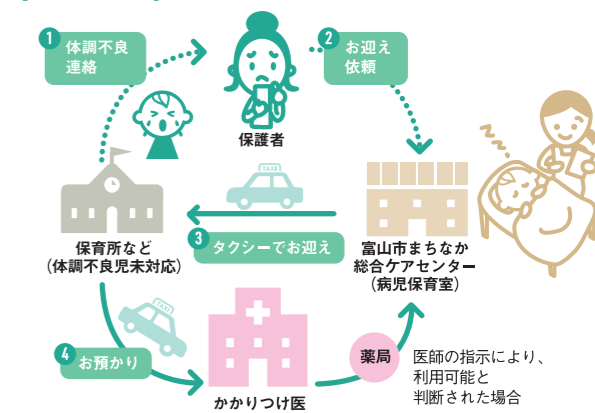 1
体調不良
連絡
2
お迎え
依頼
保護者
TAXI
保育所など
(体調不良児未対応)
3
タクシーでお迎え
富山市まちなか
総合ケアセンター
(病児保育室)
TAXI
4
お預かり
かかりつけ医
薬局
医師の指示により、
利用可能と
判断された場合